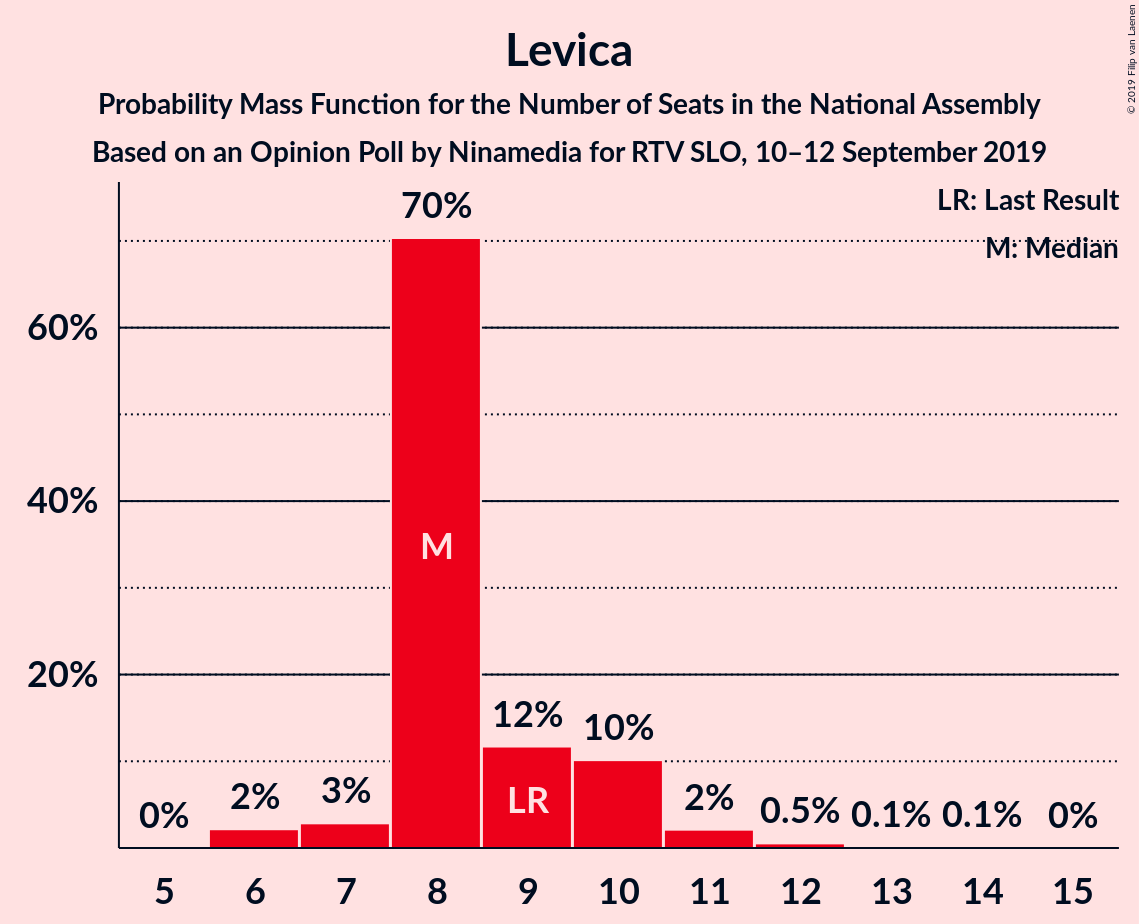 Levica
Probability Mass Function for the Number of Seats in the National Assembly
Based on an Opinion Poll by Ninamedia for RTV SLO, 10–12 September 2019
© 2019 Filip van Laenen
LR: Last Result
M: Median
60%
40%
20%
0%
2%
3%
70%
12%
10%
2%
0.5%
0.1%
0.1%
0%
M
LR
5 6 7 8 9 10 11 12 13 14 15